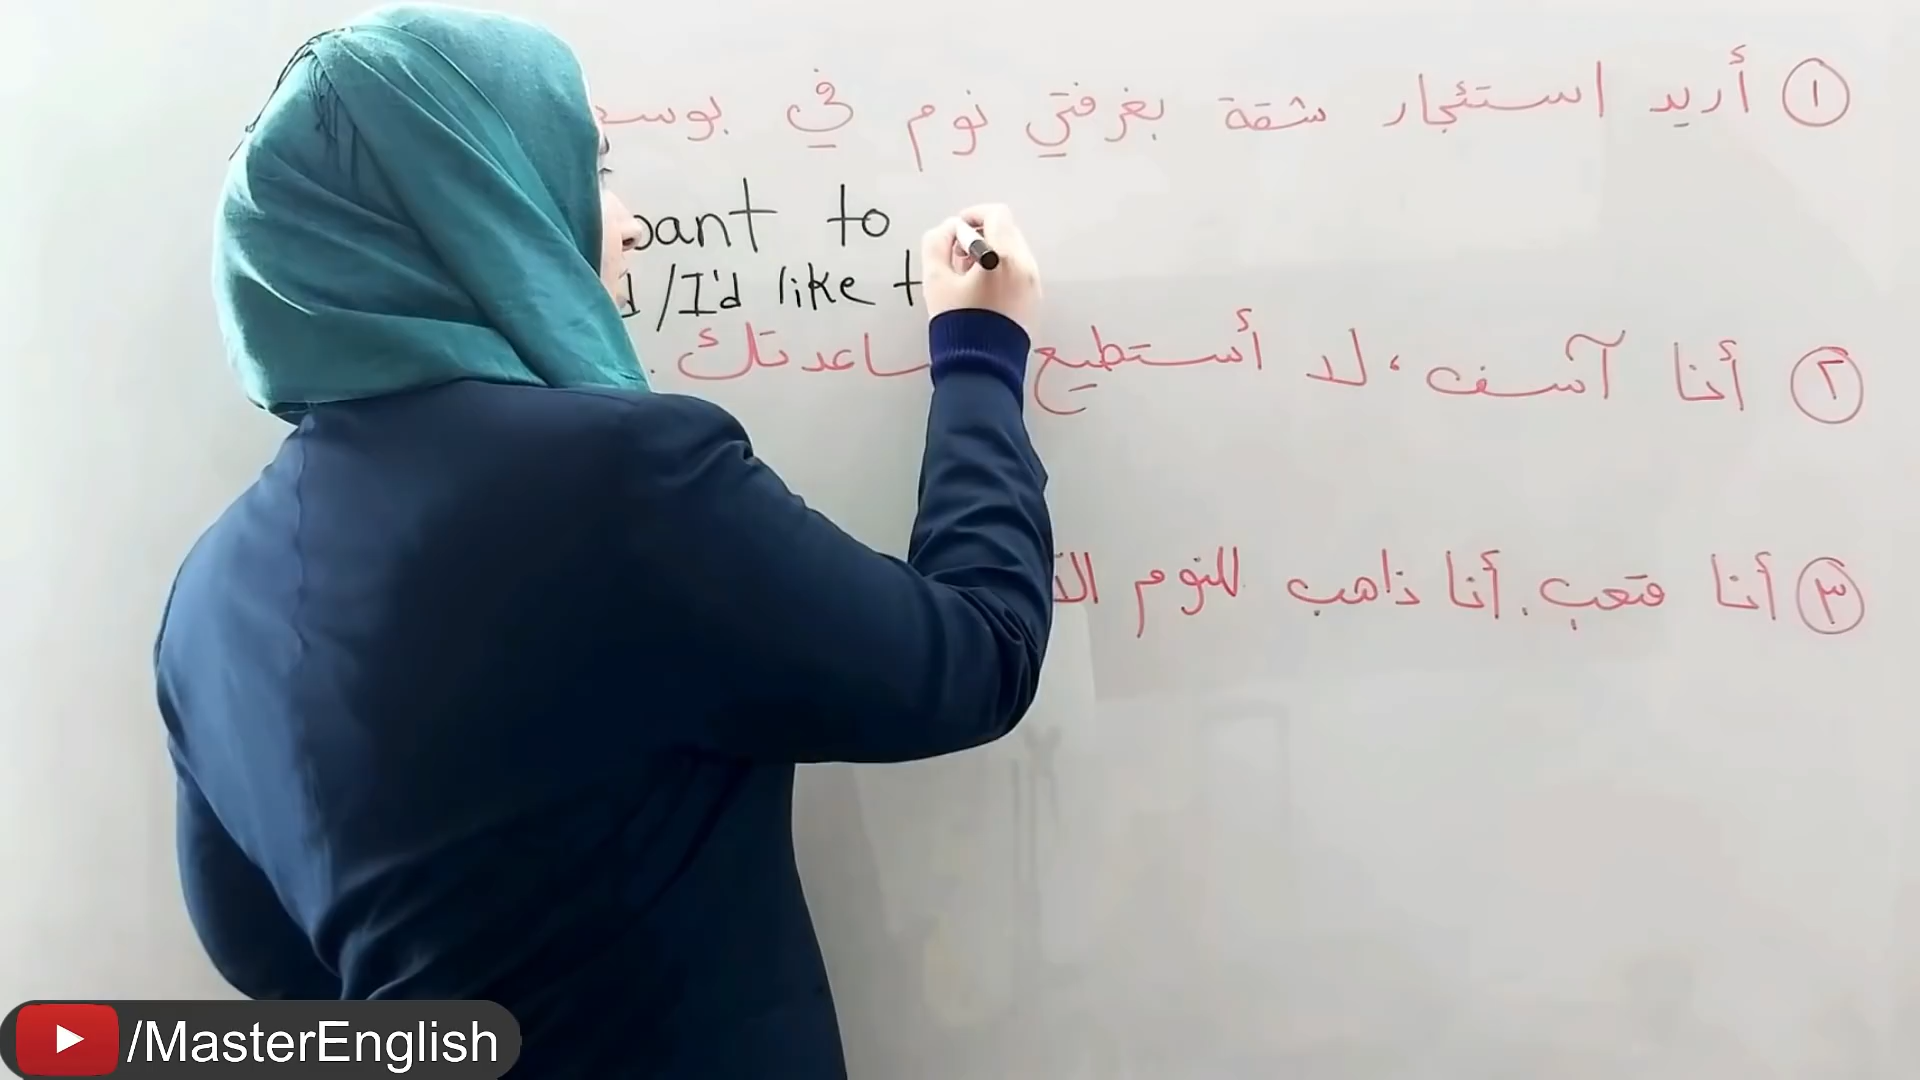 ١ أريد استئجار شقة بغرفتي نوم في
want to
/I'd like
٢ أنا آسف، لا أستطيع مساعدتك.
٣ أنا متعب. أنا ذاهب للنوم
/MasterEnglish